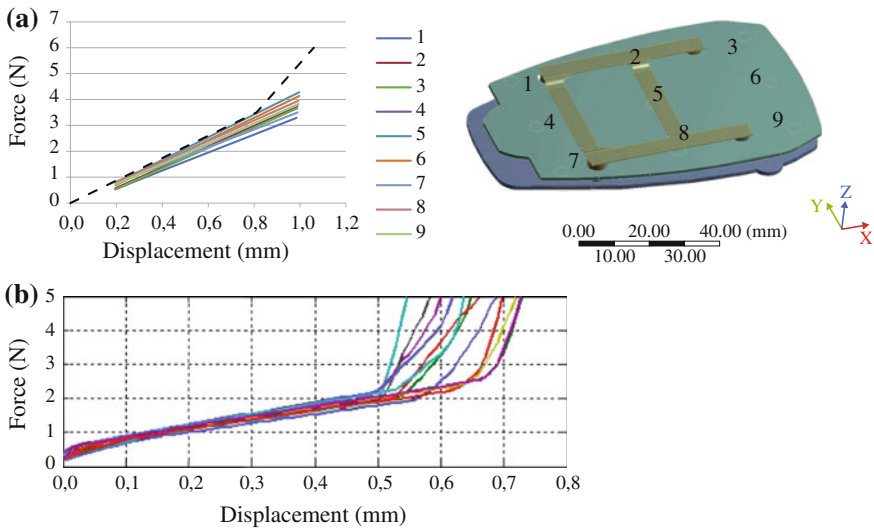 (a)
Force (N)
7
6
5
4
3
2
1
0
0,0 0,2 0,4 0,6 0,8 1,0 1,2
Displacement (mm)
1
2
3
4
5
6
7
8
9
1 2 3
4 5 6
7 8 9
0.00 20.00 40.00 (mm)
10.00 30.00
Z
Y
X
(b)
Force (N)
5
4
3
2
1
0
0,0 0,1 0,2 0,3 0,4 0,5 0,6 0,7 0,8
Displacement (mm)